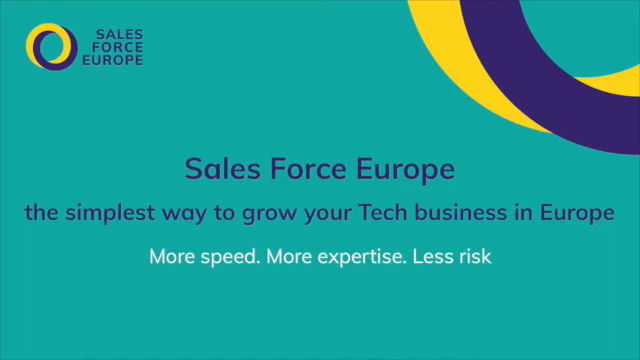 SALES
FORCE
EUROPE
Sales Force Europe
the simplest way to grow your Tech business in Europe
More speed. More expertise. Less risk